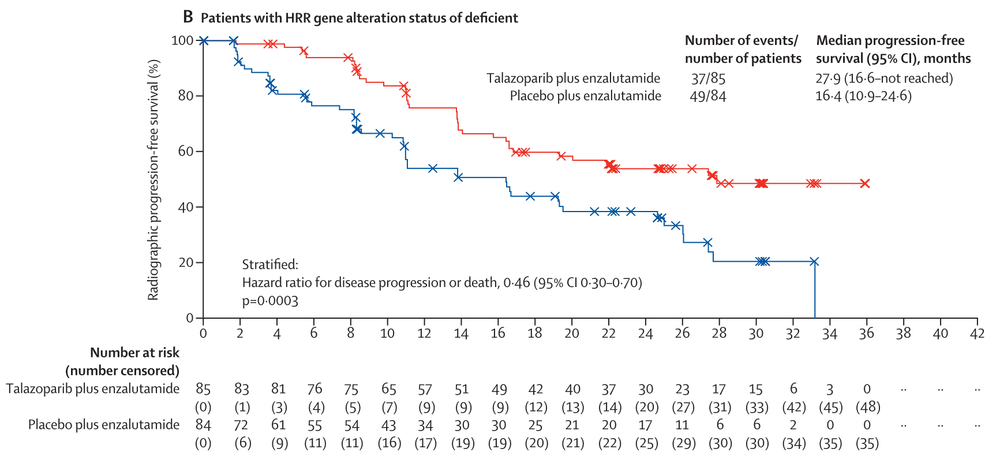 B Patients with HRR gene alteration status of deficient
Number of events/ number of patients
Median progression-free survival (95% CI), months
Talazoparib plus enzalutamide 37/85 27·9 (16·6–not reached)
Placebo plus enzalutamide 49/84 16·4 (10·9–24·6)
Radiographic progression-free survival (%)
100
80
60
40
20
0
Stratified:
Hazard ratio for disease progression or death, 0·46 (95% CI 0·30–0·70)
p=0·0003
0 2 4 6 8 10 12 14 16 18 20 22 24 26 28 30 32 34 36 38 40 42
Number at risk
(number censored)
Talazoparib plus enzalutamide 85 83 81 76 75 65 57 51 49 42 40 37 30 23 17 15 6 3 0 ·· ·· ··
(0) (1) (3) (4) (5) (7) (9) (9) (9) (12) (13) (14) (20) (27) (31) (33) (42) (45) (48)
Placebo plus enzalutamide 84 72 61 55 54 43 34 30 30 25 21 20 17 11 6 6 2 0 0 ·· ·· ··
(0) (6) (9) (11) (11) (16) (17) (19) (19) (20) (21) (22) (25) (29) (30) (30) (34) (35) (35)